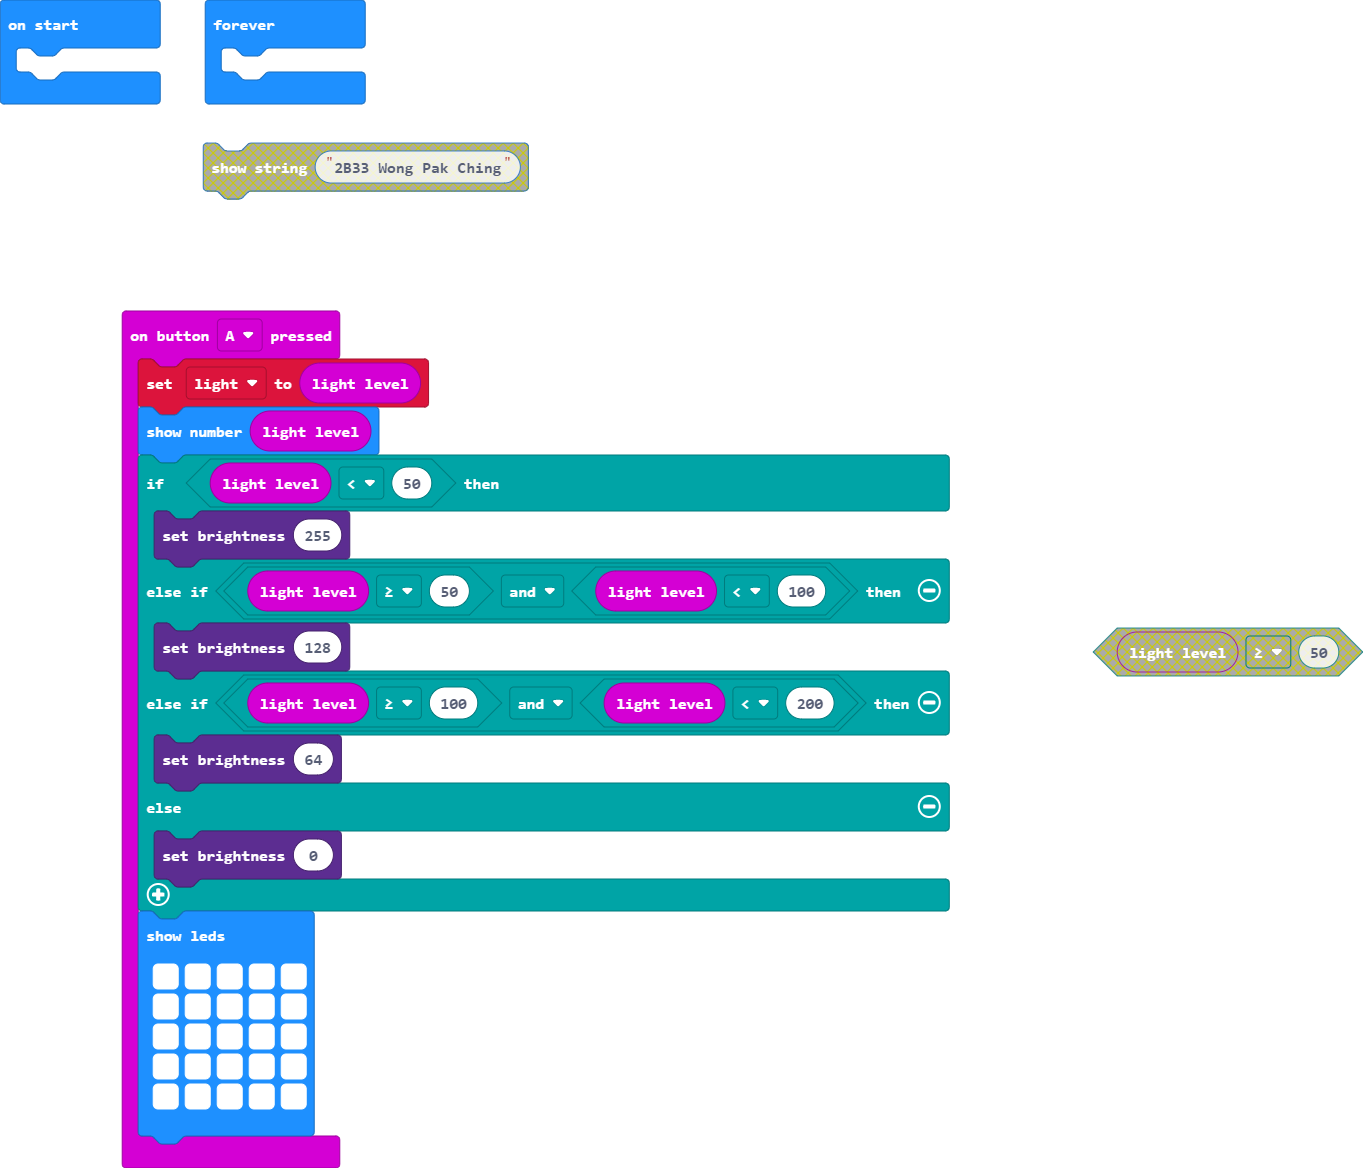 on start
forever
show string "2B33 Wong Pak Ching"
on button A pressed
set light to light level
show number light level
if light level < 50 then
set brightness 255
else if light level ≥ 50 and light level < 100 then
light level ≥ 50
set brightness 128
else if light level ≥ 100 and light level < 200 then
set brightness 64
else
set brightness 0
show leds